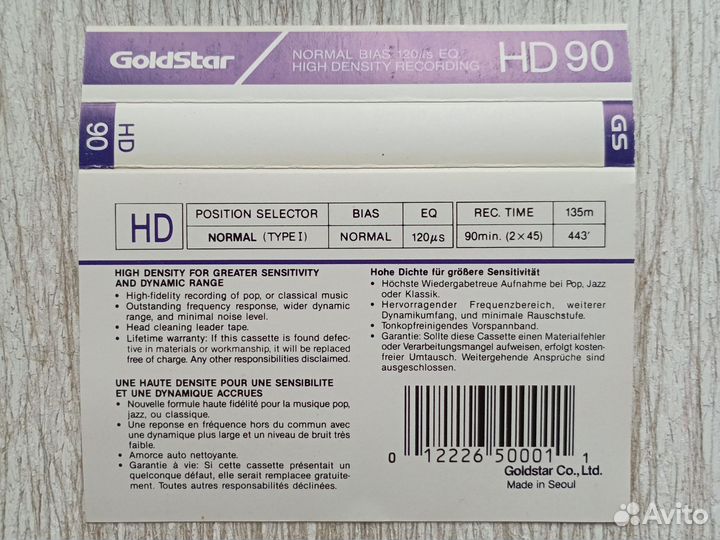 GoldStar
NORMAL BIAS 120µs EQ
HIGH DENSITY RECORDING
HD 90
HD
90
GS
HD
POSITION SELECTOR BIAS EQ
NORMAL (TYPE I) NORMAL 120µs
REC. TIME 135m
90min. (2×45) 443'
HIGH DENSITY FOR GREATER SENSITIVITY
AND DYNAMIC RANGE
• High-fidelity recording of pop, or classical music
• Outstanding frequency response, wider dynamic
range, and minimal noise level.
• Head cleaning leader tape.
• Lifetime warranty: If this cassette is found defec-
tive in materials or workmanship, it will be replaced
free of charge. Any other responsibilities disclaimed.
UNE HAUTE DENSITE POUR UNE SENSIBILITE
ET UNE DYNAMIQUE ACCRUES
• Nouvelle formule haute fidélité pour la musique pop,
jazz, ou classique.
• Une reponse en fréquence hors du commun avec
une dynamique plus large et un niveau de bruit très
faible.
• Amorce auto nettoyante.
• Garantie à vie: Si cette cassette présentait un
quelconque défaut, elle serait remplacee gratuite-
ment. Toutes autres responsabilités déclinées.
Hohe Dichte für größere Sensitivität
• Höchste Wiedergabetreue Aufnahme bei Pop, Jazz
oder Klassik.
• Hervorragender Frequenzbereich, weiterer
Dynamikumfang, und minimale Rauschstufe.
• Tonkopfreinigendes Vorspannband.
• Garantie: Sollte diese Cassette einen Materialfehler
oder Verarbeitungsmangel aufweisen, erfolgt kosten-
freier Umtausch. Weitergehende Ansprüche sind
ausgeschlossen.
0 12226 50001 1
Goldstar Co., Ltd.
Made in Seoul
Avito